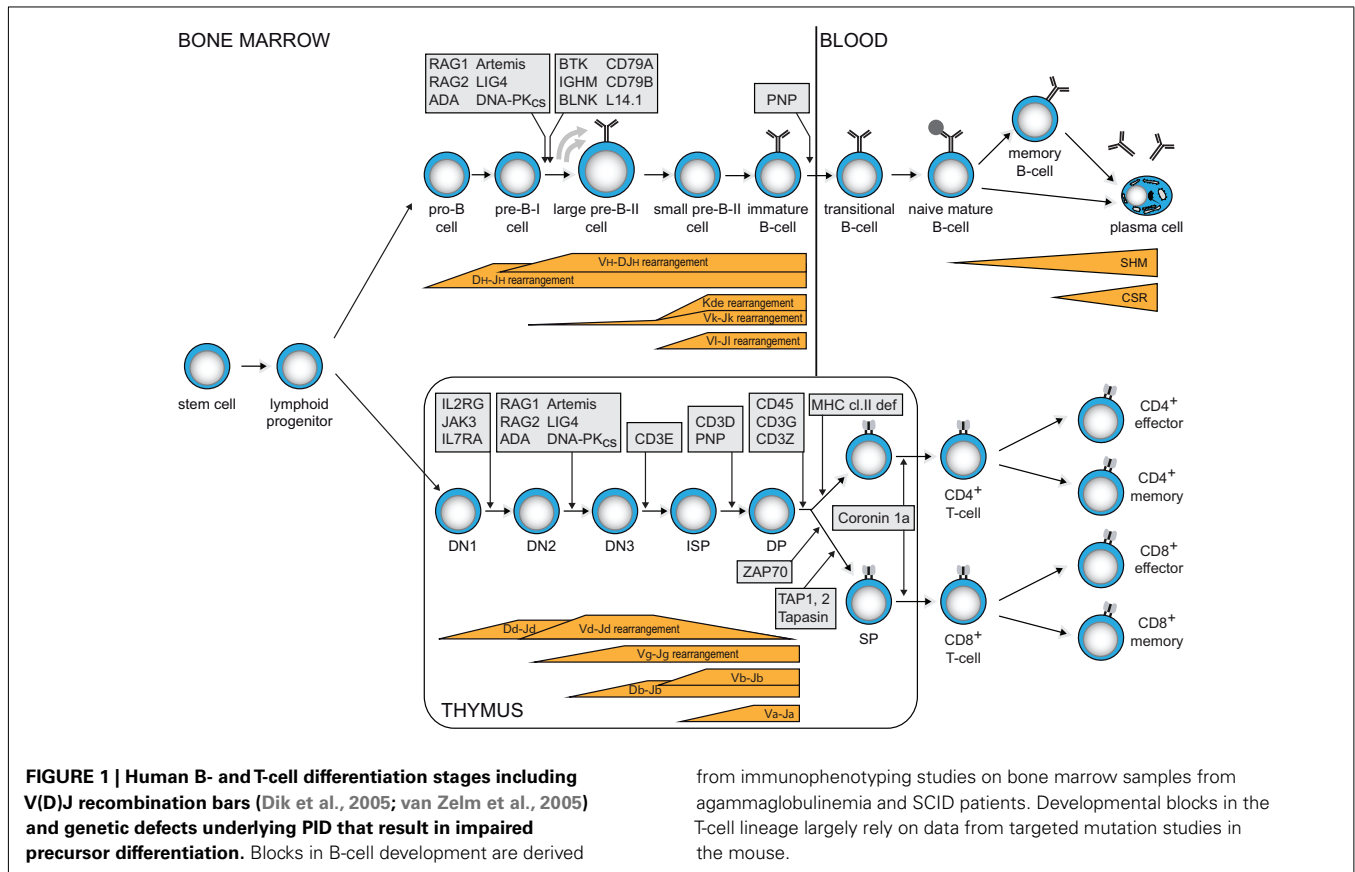 BONE MARROW
BLOOD
RAG1 Artemis
RAG2 LIG4
ADA DNA-PKCS
BTK CD79A
IGHM CD79B
BLNK L14.1
PNP
pro-B
cell
pre-B-I
cell
large pre-B-II
cell
small pre-B-II
cell
immature
B-cell
transitional
B-cell
naive mature
B-cell
memory
B-cell
plasma cell
VH-DJH rearrangement
DH-JH rearrangement
Kde rearrangement
Vk-Jk rearrangement
Vl-Jl rearrangement
SHM
CSR
stem cell
lymphoid
progenitor
IL2RG
JAK3
IL7RA
RAG1 Artemis
RAG2 LIG4
ADA DNA-PKCS
CD3E
CD3D
PNP
CD45
CD3G
CD3Z
MHC cl.II def
DN1
DN2
DN3
ISP
DP
Coronin 1a
ZAP70
TAP1, 2
Tapasin
SP
CD4+
T-cell
CD8+
T-cell
CD4+
effector
CD4+
memory
CD8+
effector
CD8+
memory
Dd-Jd
Vd-Jd rearrangement
Vg-Jg rearrangement
Vb-Jb
Db-Jb
Va-Ja
THYMUS
FIGURE 1 | Human B- and T-cell differentiation stages including
V(D)J recombination bars (Dik et al., 2005; van Zelm et al., 2005)
and genetic defects underlying PID that result in impaired
precursor differentiation. Blocks in B-cell development are derived
from immunophenotyping studies on bone marrow samples from
agammaglobulinemia and SCID patients. Developmental blocks in the
T-cell lineage largely rely on data from targeted mutation studies in
the mouse.